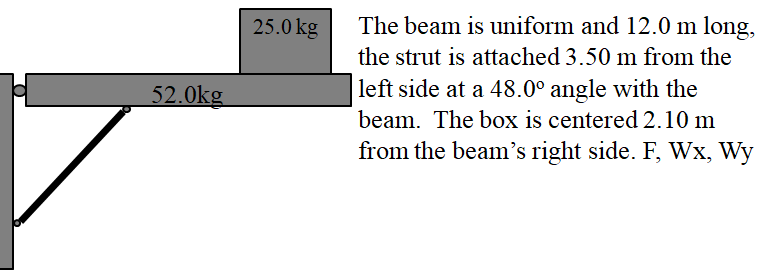 25.0 kg
52.0kg
The beam is uniform and 12.0 m long,
the strut is attached 3.50 m from the
left side at a 48.0º angle with the
beam.  The box is centered 2.10 m
from the beam’s right side. F, Wx, Wy